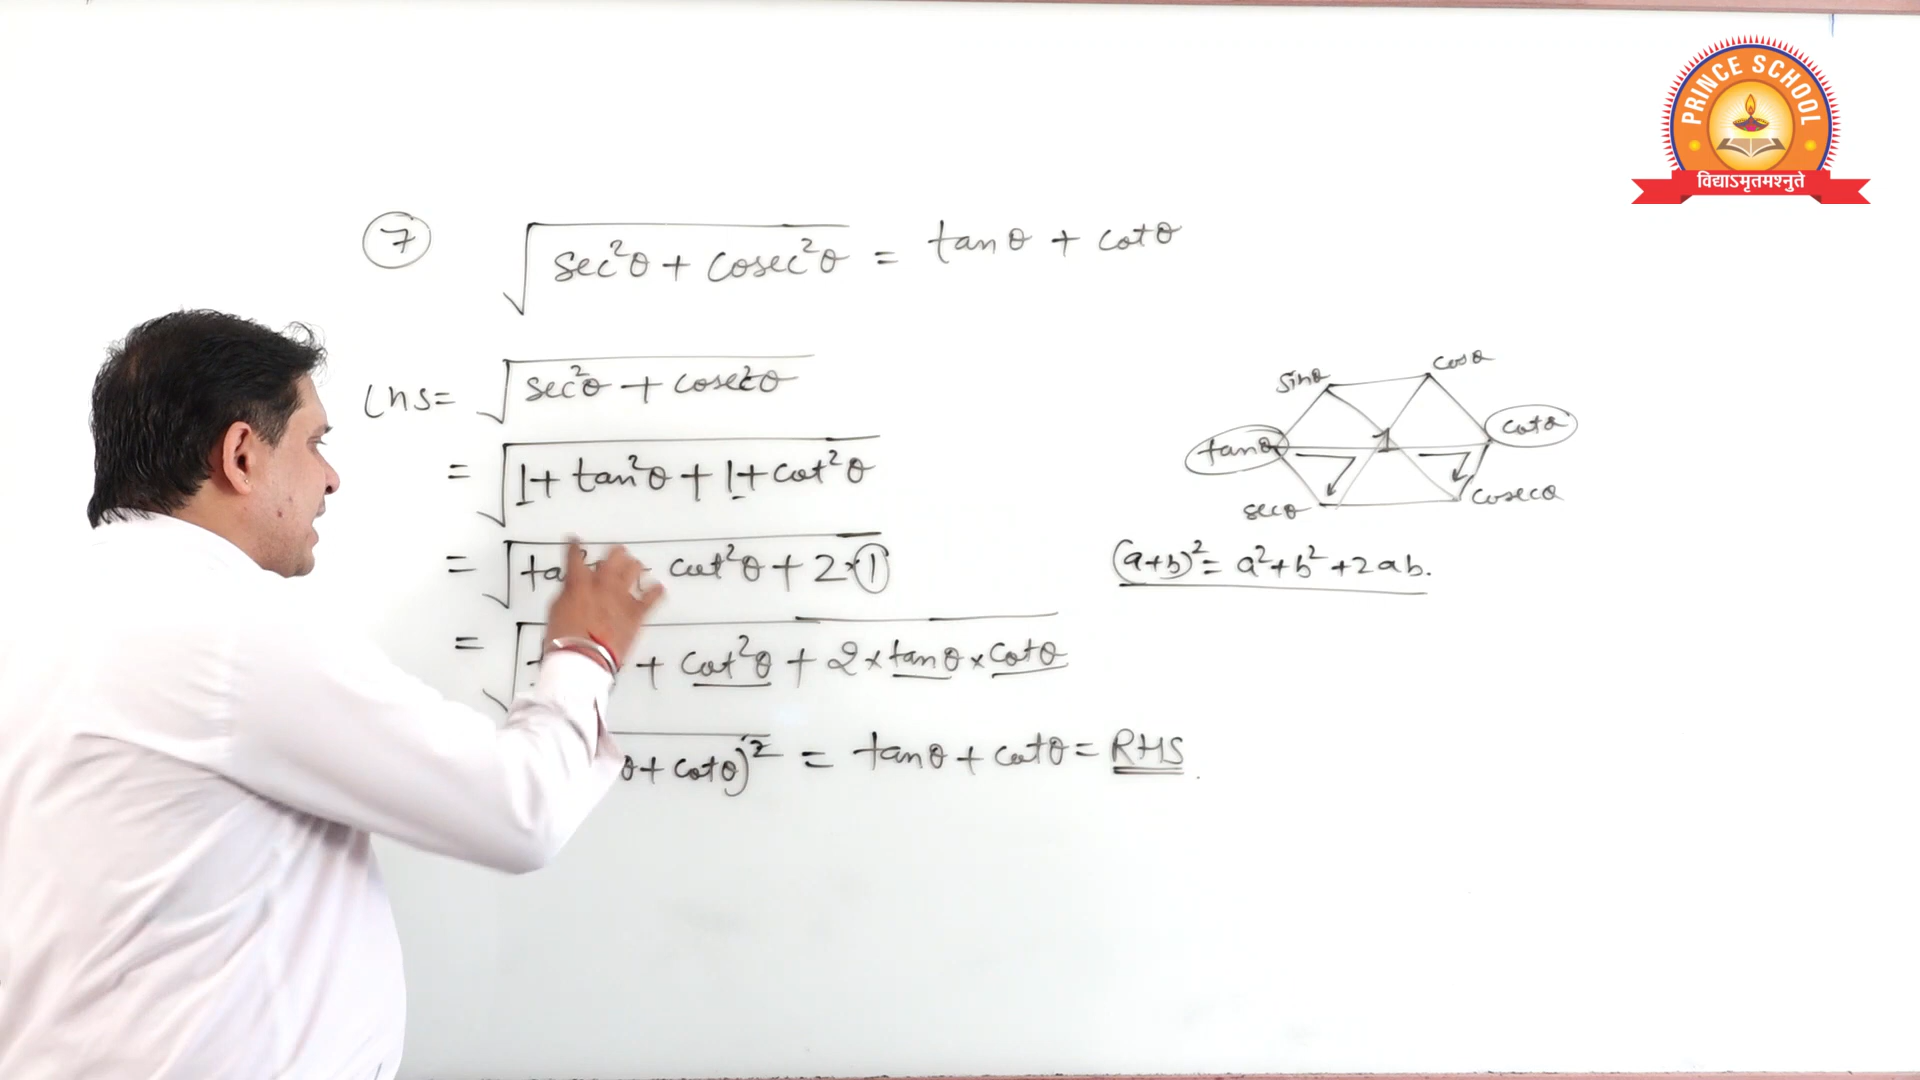 PRINCE SCHOOL
विद्याऽमृतमश्नुते
7 √sec²θ + cosec²θ = tanθ + cotθ
LHS = √sec²θ + cosec²θ
= √1 + tan²θ + 1 + cot²θ
= √ta cot²θ + 2×1
= √ + cot²θ + 2 × tanθ × cotθ
θ + cotθ)² = tanθ + cotθ = RHS
sinθ cosθ
tanθ 1 cotθ
secθ cosecθ
(a+b)² = a² + b² + 2ab.